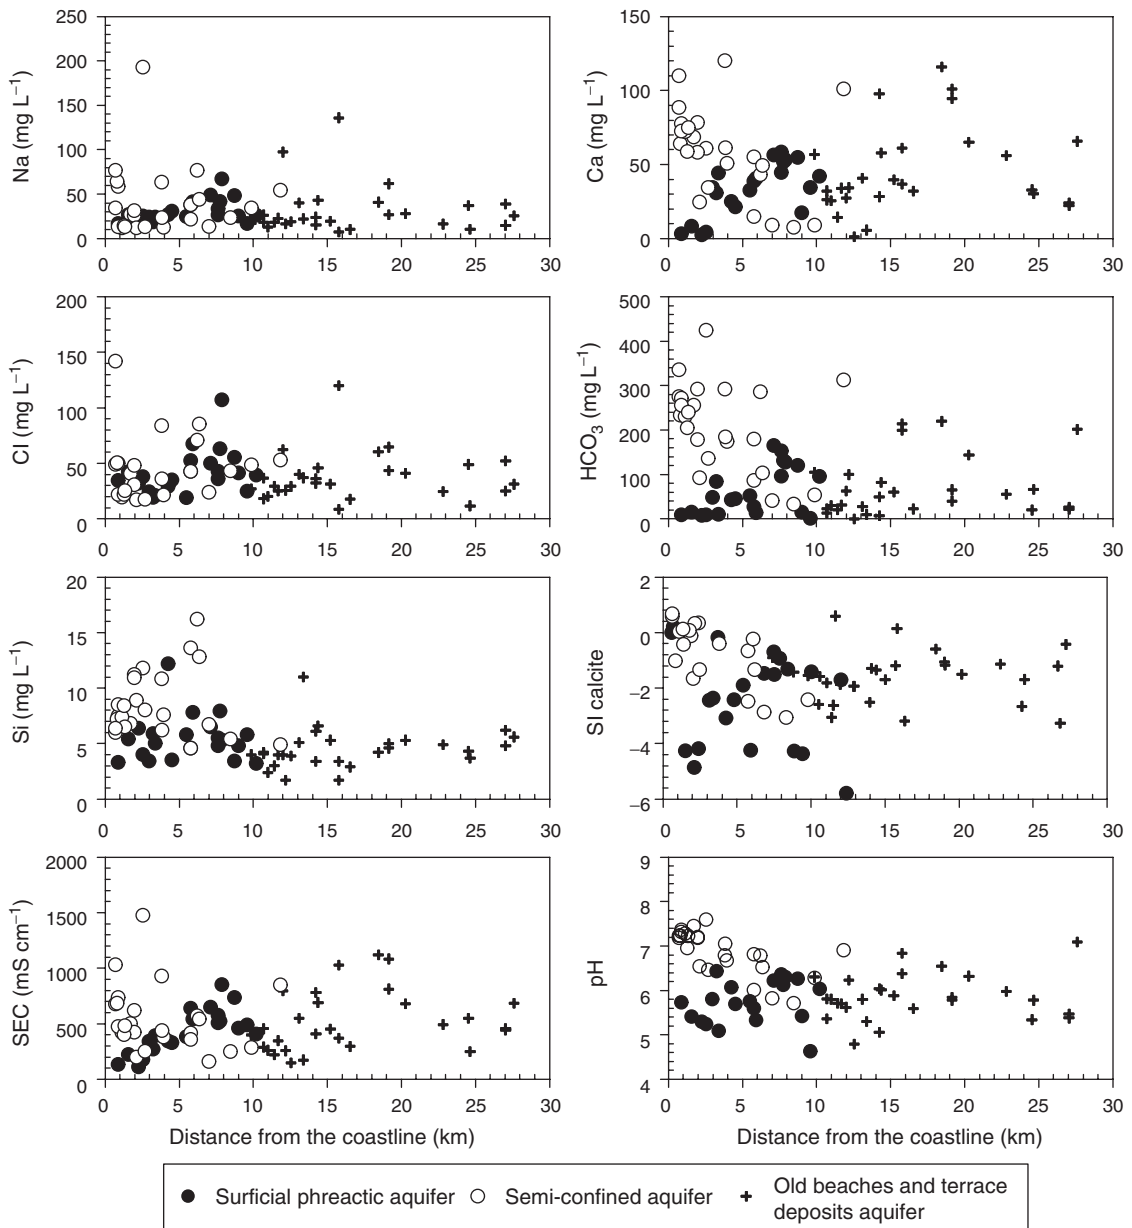 250
200
150
100
50
0
Na (mg L⁻¹)
0 5 10 15 20 25 30
150
100
50
0
Ca (mg L⁻¹)
0 5 10 15 20 25 30
200
150
100
50
0
Cl (mg L⁻¹)
0 5 10 15 20 25 30
500
400
300
200
100
0
HCO₃ (mg L⁻¹)
0 5 10 15 20 25 30
20
15
10
5
0
Si (mg L⁻¹)
0 5 10 15 20 25 30
2
0
−2
−4
−6
SI calcite
0 5 10 15 20 25 30
2000
1500
1000
500
0
SEC (mS cm⁻¹)
0 5 10 15 20 25 30
Distance from the coastline (km)
9
8
7
6
5
4
pH
0 5 10 15 20 25 30
Distance from the coastline (km)
Surficial phreactic aquifer
Semi-confined aquifer
Old beaches and terrace
deposits aquifer